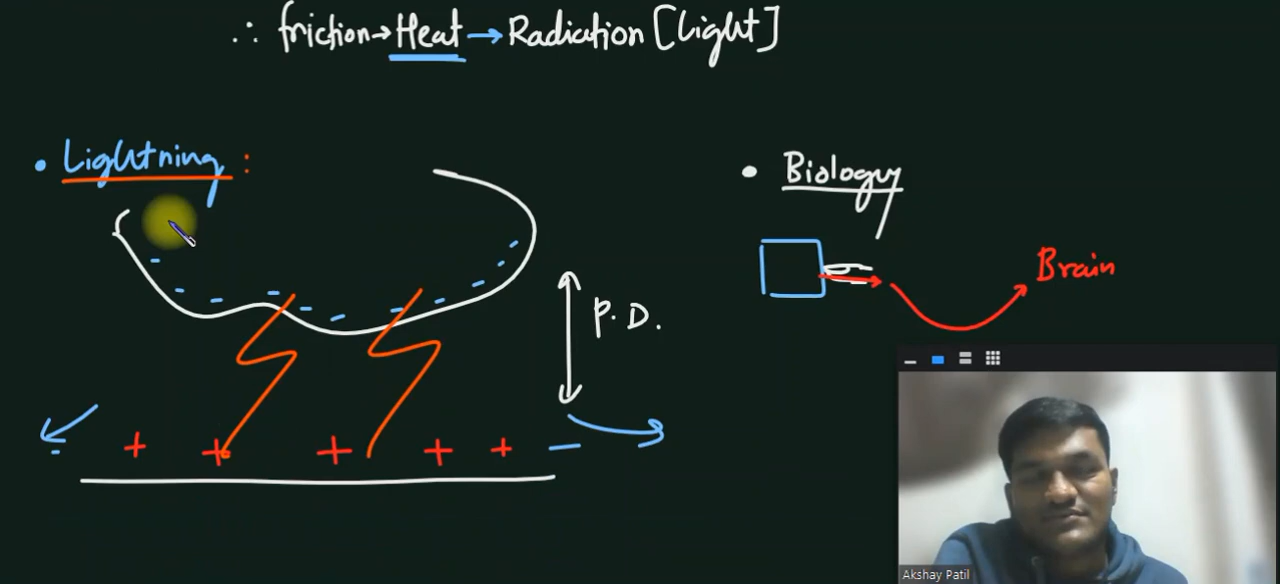 ∴ friction→Heat→Radiation [Light]
• Lightning:
• Biology
Brain
P.D.
+ + + + + −
Akshay Patil